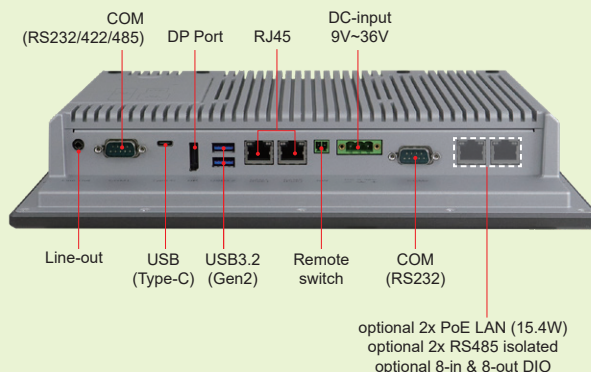 COM
(RS232/422/485)
DP Port
RJ45
DC-input
9V~36V
Line-out
USB
(Type-C)
USB3.2
(Gen2)
Remote
switch
COM
(RS232)
optional 2x PoE LAN (15.4W)
optional 2x RS485 isolated
optional 8-in & 8-out DIO